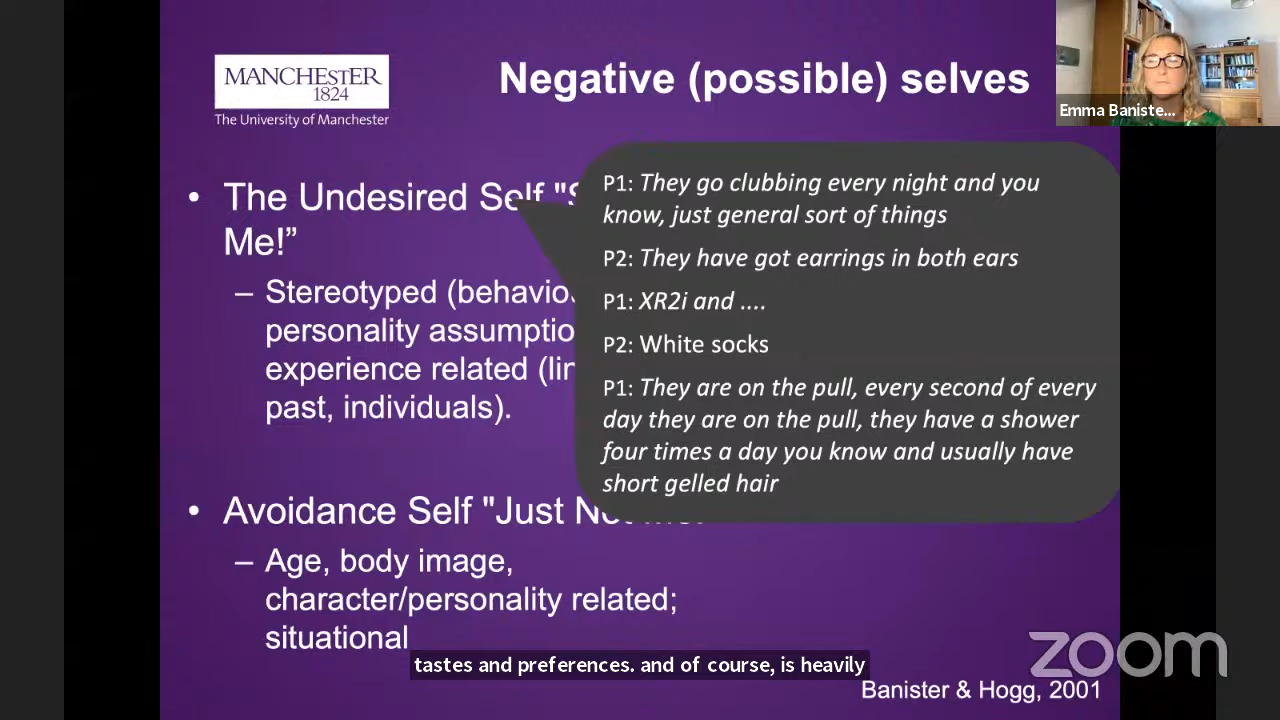 MANCHESTER
1824
The University of Manchester
Negative (possible) selves
Emma Baniste...
• The Undesired Self "S
Me!”
– Stereotyped (behavio
personality assumptio
experience related (lin
past, individuals).
P1: They go clubbing every night and you
know, just general sort of things
P2: They have got earrings in both ears
P1: XR2i and ....
P2: White socks
P1: They are on the pull, every second of every
day they are on the pull, they have a shower
four times a day you know and usually have
short gelled hair
• Avoidance Self "Just Not
– Age, body image,
character/personality related;
situational
tastes and preferences. and of course, is heavily
zoom
Banister & Hogg, 2001